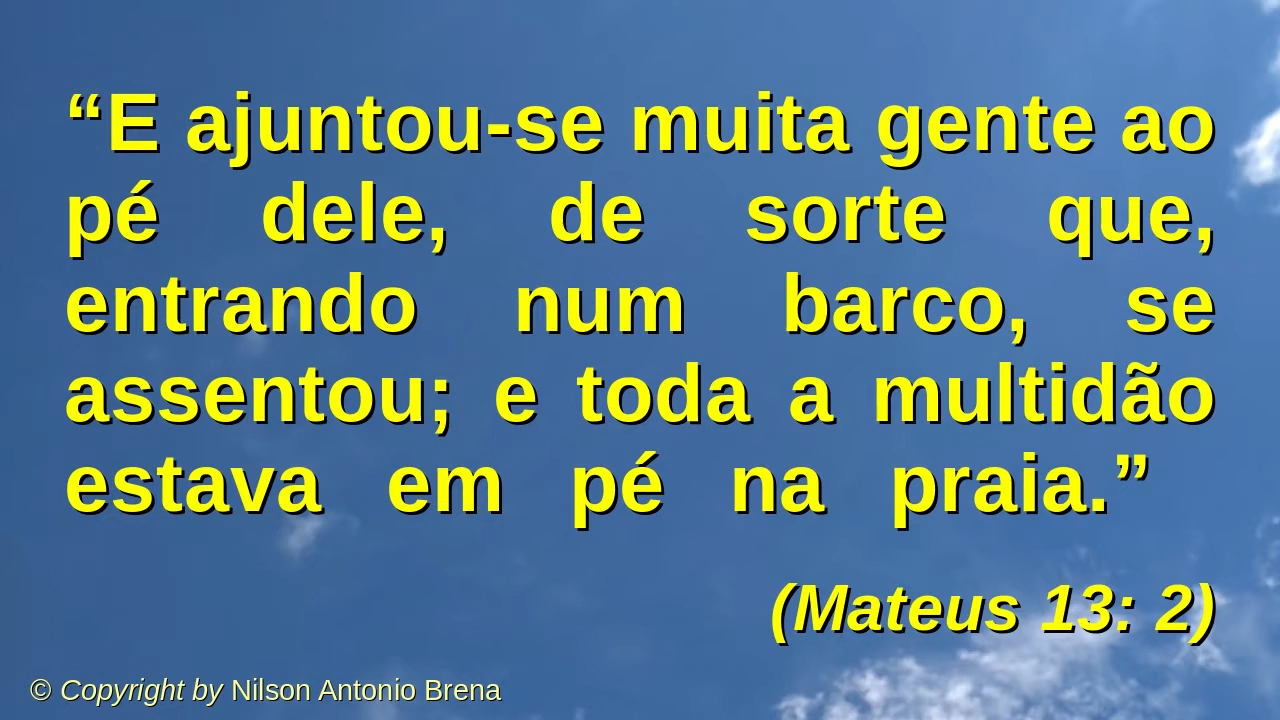 “E ajuntou-se muita gente ao
pé dele, de sorte que,
entrando num barco, se
assentou; e toda a multidão
estava em pé na praia.”
(Mateus 13: 2)
© Copyright by Nilson Antonio Brena